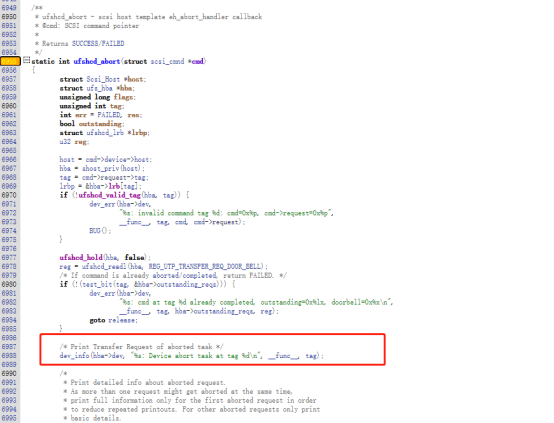 6949 /**
6950  * ufshcd_abort - scsi host template eh_abort_handler callback
6951  * @cmd: SCSI command pointer
6952  *
6953  * Returns SUCCESS/FAILED
6954  */
6955 static int ufshcd_abort(struct scsi_cmnd *cmd)
6956 {
6957 struct Scsi_Host *host;
6958 struct ufs_hba *hba;
6959 unsigned long flags;
6960 unsigned int tag;
6961 int err = FAILED, res;
6962 bool outstanding;
6963 struct ufshcd_lrb *lrbp;
6964 u32 reg;
6965
6966 host = cmd->device->host;
6967 hba = shost_priv(host);
6968 tag = cmd->request->tag;
6969 lrbp = &hba->lrb[tag];
6970 if (!ufshcd_valid_tag(hba, tag)) {
6971 dev_err(hba->dev,
6972 "%s: invalid command tag %d: cmd=0x%p, cmd->request=0x%p",
6973 __func__, tag, cmd, cmd->request);
6974 BUG();
6975 }
6976
6977 ufshcd_hold(hba, false);
6978 reg = ufshcd_readl(hba, REG_UTP_TRANSFER_REQ_DOOR_BELL);
6979 /* If command is already aborted/completed, return FAILED. */
6980 if (!(test_bit(tag, &hba->outstanding_reqs))) {
6981 dev_err(hba->dev,
6982 "%s: cmd at tag %d already completed, outstanding=0x%lx, doorbell=0x%x\n",
6983 __func__, tag, hba->outstanding_reqs, reg);
6984 goto release;
6985 }
6986
6987 /* Print Transfer Request of aborted task */
6988 dev_info(hba->dev, "%s: Device abort task at tag %d\n", __func__, tag);
6989
6990 /*
6991  * Print detailed info about aborted request.
6992  * As more than one request might get aborted at the same time,
6993  * print full information only for the first aborted request in order
6994  * to reduce repeated printouts. For other aborted requests only print
6995  * basic details.